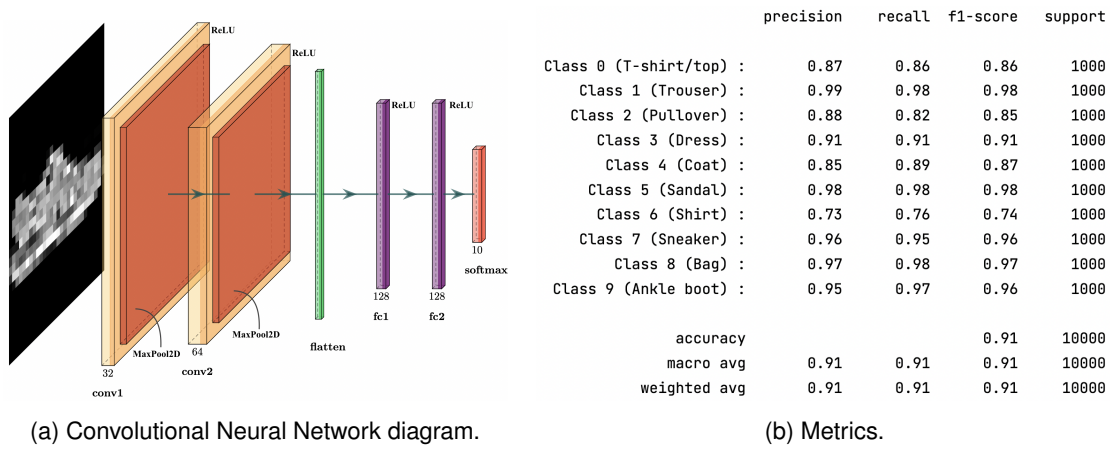 ReLU
ReLU
ReLU
ReLU
MaxPool2D
MaxPool2D
32
conv1
64
conv2
flatten
128
fc1
128
fc2
10
softmax
(a) Convolutional Neural Network diagram.
precision recall f1-score support
Class 0 (T-shirt/top) : 0.87 0.86 0.86 1000
Class 1 (Trouser) : 0.99 0.98 0.98 1000
Class 2 (Pullover) : 0.88 0.82 0.85 1000
Class 3 (Dress) : 0.91 0.91 0.91 1000
Class 4 (Coat) : 0.85 0.89 0.87 1000
Class 5 (Sandal) : 0.98 0.98 0.98 1000
Class 6 (Shirt) : 0.73 0.76 0.74 1000
Class 7 (Sneaker) : 0.96 0.95 0.96 1000
Class 8 (Bag) : 0.97 0.98 0.97 1000
Class 9 (Ankle boot) : 0.95 0.97 0.96 1000
accuracy 0.91 10000
macro avg 0.91 0.91 0.91 10000
weighted avg 0.91 0.91 0.91 10000
(b) Metrics.